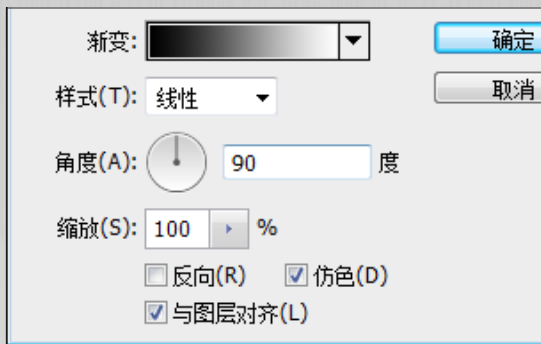 渐变:
确定
样式(T): 线性
取消
角度(A): 90 度
缩放(S): 100 %
反向(R) 仿色(D)
与图层对齐(L)